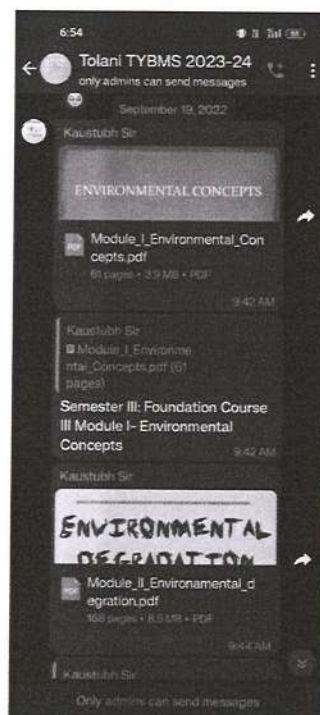 6:54
Tolani TYBMS 2023-24
only admins can send messages
September 19, 2022
Kaustubh Sir
ENVIRONMENTAL CONCEPTS
PDF
Module_I_Environmental_Con
cepts.pdf
61 pages • 3.9 MB • PDF
9:42 AM
Kaustubh Sir
Module_I_Environme
ntal_Concepts.pdf (61
pages)
Semester III: Foundation Course
III Module I- Environmental
Concepts
9:42 AM
Kaustubh Sir
ENVIRONMENTAL
DEGRADATION
PDF
Module_II_Environamental_d
egration.pdf
168 pages • 8.5 MB • PDF
9:44 AM
Kaustubh Sir
Only admins can send messages